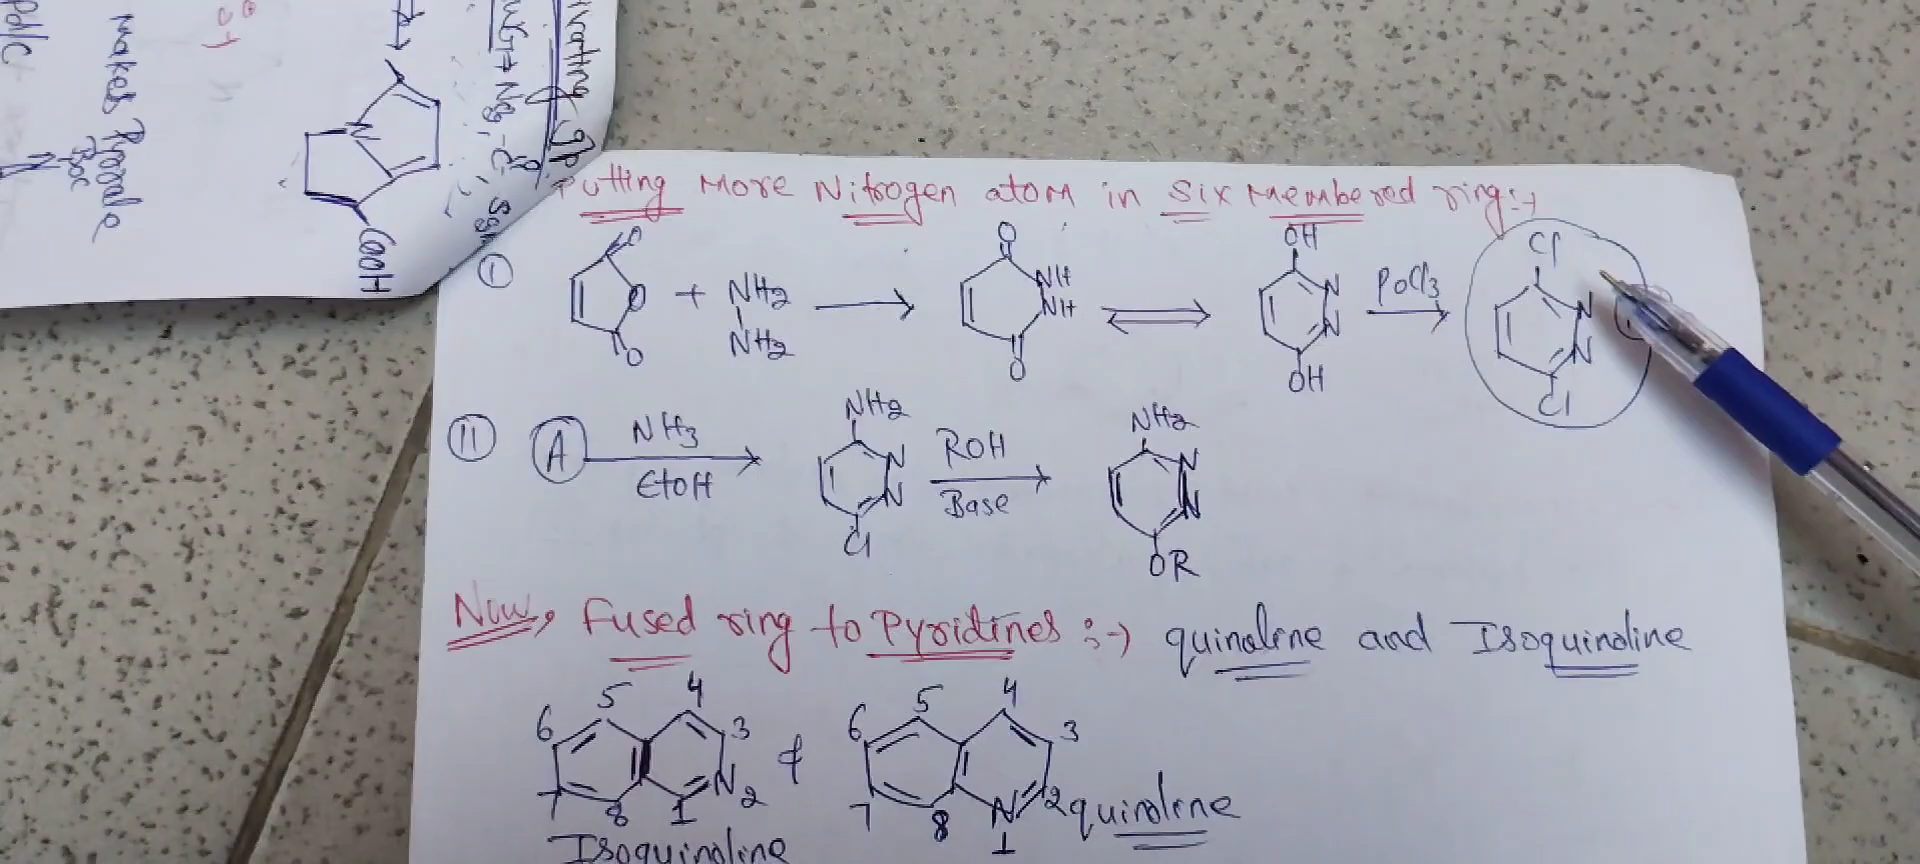 Putting More Nitrogen atom in six Membered ring:→
I
O
O
O
+ NH2
NH2
O
NH
NH
O
OH
N
N
OH
POCl3
Cl
N
N
Cl
II A NH3
EtOH
NH2
N
N
Cl
ROH
Base
NH2
N
N
OR
Now, Fused ring to Pyridines :→ quinoline and Isoquinoline
5 4
6 3
7 8 1 N 2
Isoquinoline
&
5 4
6 3
7 8 N 2
1
quinoline
makes
Boc
N
COOH
N
Pd/C